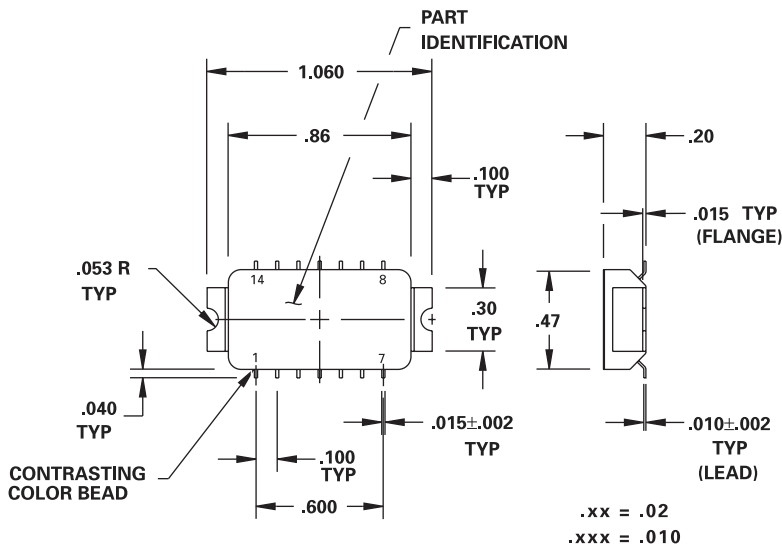 PART
IDENTIFICATION
1.060
.86
.20
.100
TYP
.015 TYP
(FLANGE)
.053 R
TYP
14
8
.30
TYP
.47
1
7
.040
TYP
.015±.002
TYP
.010±.002
TYP
(LEAD)
CONTRASTING
COLOR BEAD
.100
TYP
.600
.xx = .02
.xxx = .010